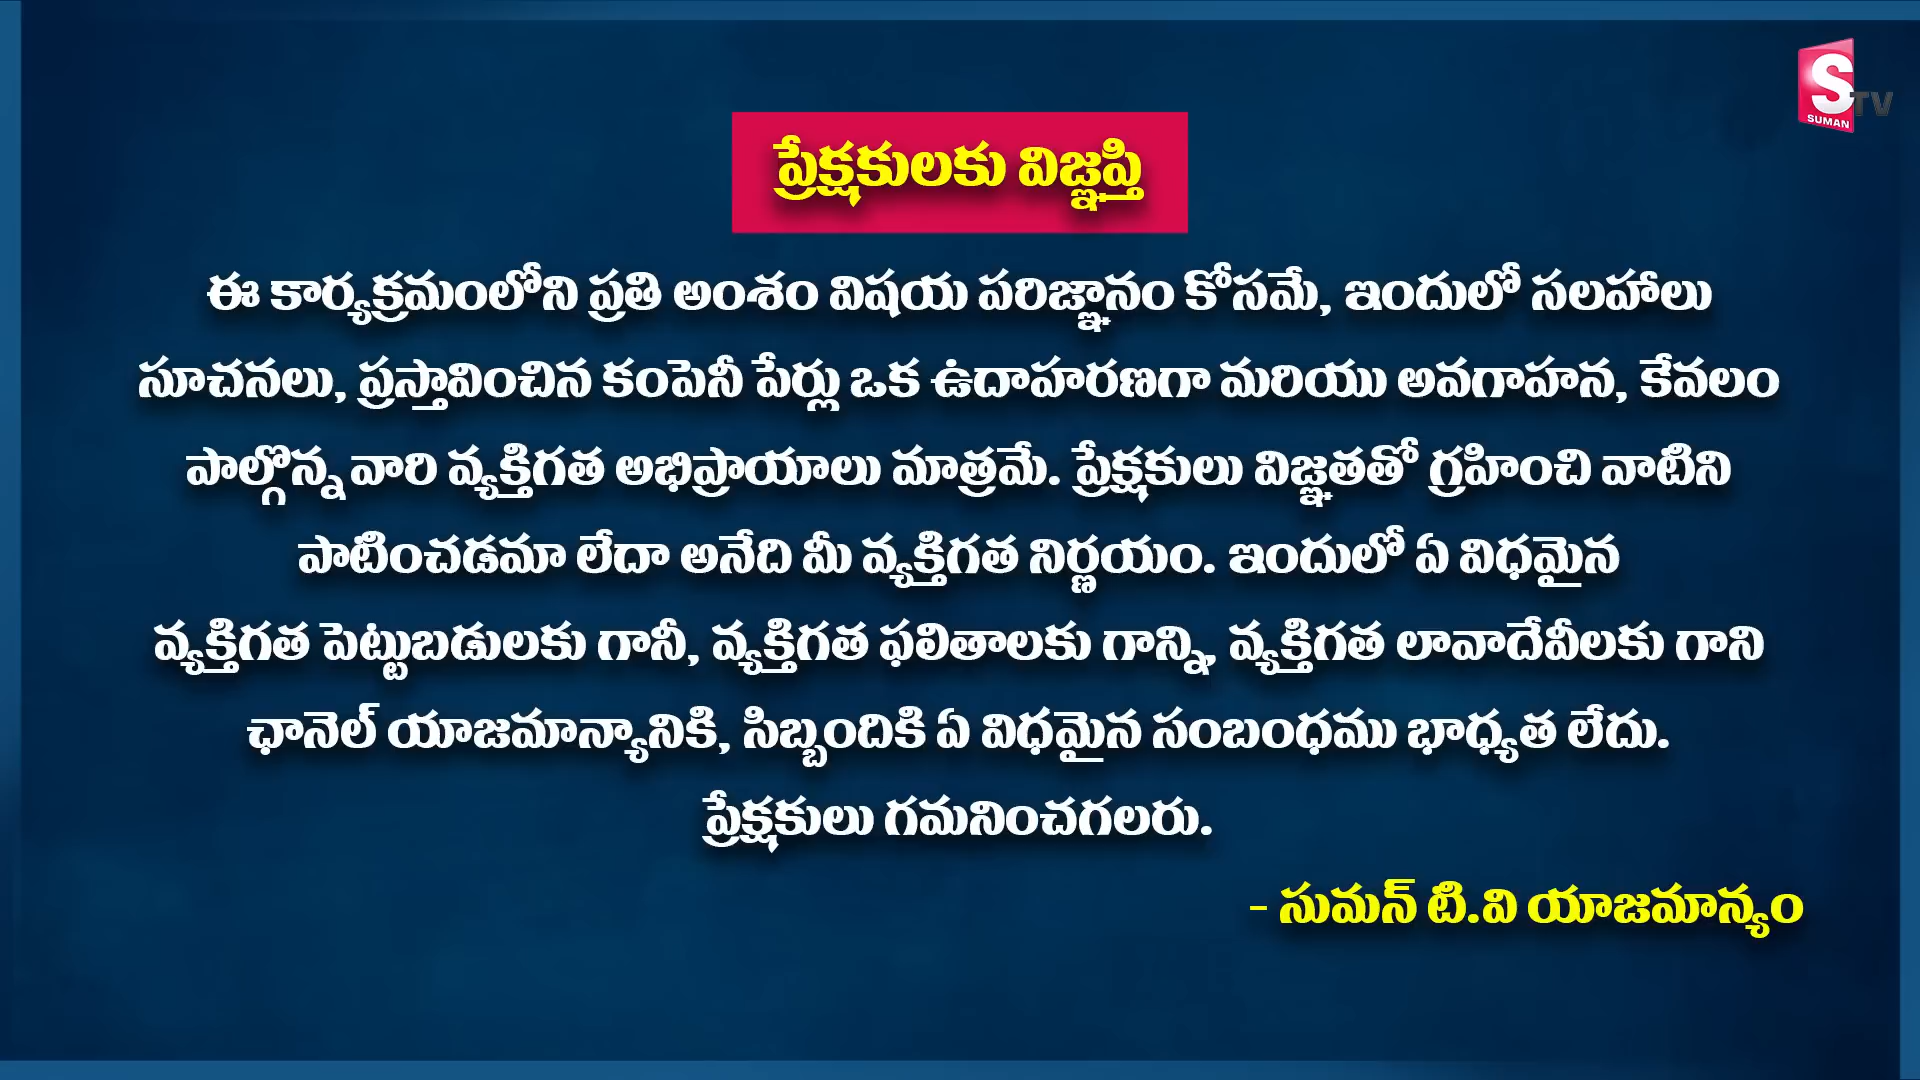 S TV
SUMAN
ప్రేక్షకులకు విజ్ఞప్తి
ఈ కార్యక్రమంలోని ప్రతి అంశం విషయ పరిజ్ఞానం కోసమే, ఇందులో సలహాలు
సూచనలు, ప్రస్తావించిన కంపెనీ పేర్లు ఒక ఉదాహరణగా మరియు అవగాహన, కేవలం
పాల్గొన్న వారి వ్యక్తిగత అభిప్రాయాలు మాత్రమే. ప్రేక్షకులు విజ్ఞతతో గ్రహించి వాటిని
పాటించడమా లేదా అనేది మీ వ్యక్తిగత నిర్ణయం. ఇందులో ఏ విధమైన
వ్యక్తిగత పెట్టుబడులకు గానీ, వ్యక్తిగత ఫలితాలకు గాన్ని, వ్యక్తిగత లావాదేవీలకు గాని
ఛానెల్ యాజమాన్యానికి, సిబ్బందికి ఏ విధమైన సంబంధము భాధ్యత లేదు.
ప్రేక్షకులు గమనించగలరు.
- సుమన్ టి.వి యాజమాన్యం